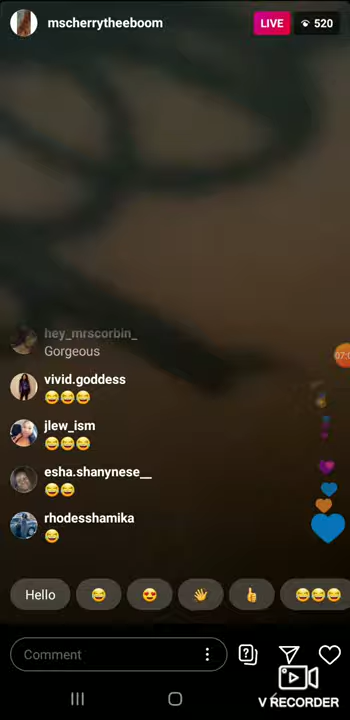 mscherrytheeboom
LIVE
520
hey_mrscorbin_
Gorgeous
vivid.goddess
😂😂😂
jlew_ism
😂😂😂
esha.shanynese__
😂😂
rhodesshamika
😂
Hello
Comment
V RECORDER